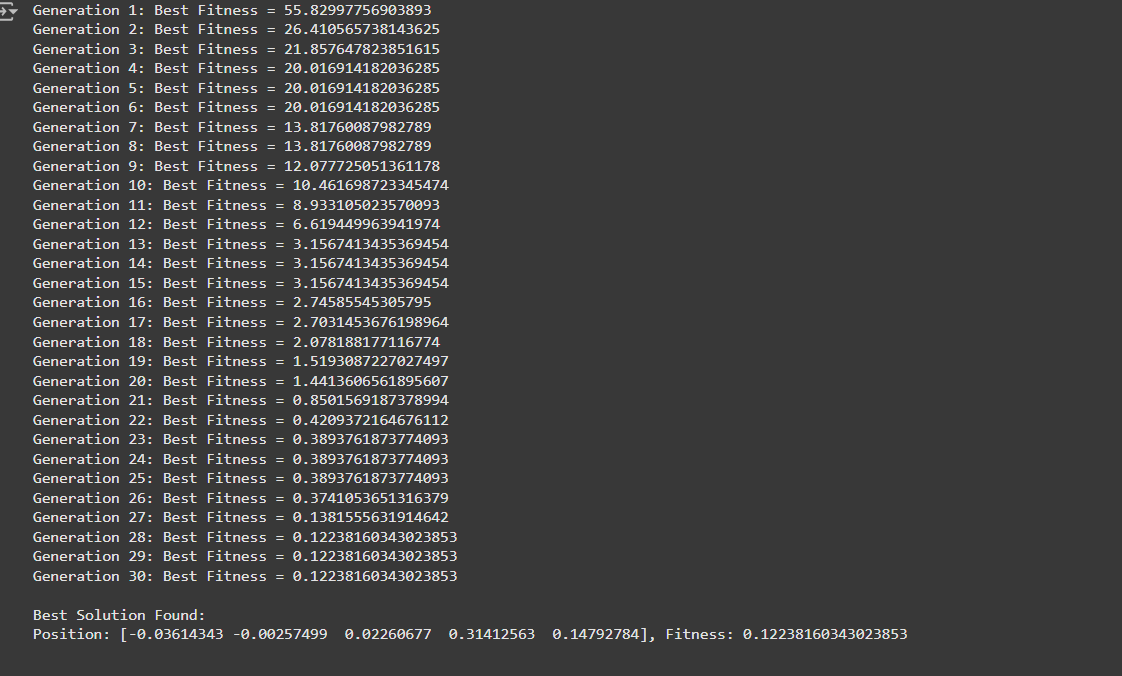 Generation 1: Best Fitness = 55.82997756903893
Generation 2: Best Fitness = 26.410565738143625
Generation 3: Best Fitness = 21.857647823851615
Generation 4: Best Fitness = 20.016914182036285
Generation 5: Best Fitness = 20.016914182036285
Generation 6: Best Fitness = 20.016914182036285
Generation 7: Best Fitness = 13.81760087982789
Generation 8: Best Fitness = 13.81760087982789
Generation 9: Best Fitness = 12.077725051361178
Generation 10: Best Fitness = 10.461698723345474
Generation 11: Best Fitness = 8.933105023570093
Generation 12: Best Fitness = 6.619449963941974
Generation 13: Best Fitness = 3.1567413435369454
Generation 14: Best Fitness = 3.1567413435369454
Generation 15: Best Fitness = 3.1567413435369454
Generation 16: Best Fitness = 2.74585545305795
Generation 17: Best Fitness = 2.7031453676198964
Generation 18: Best Fitness = 2.078188177116774
Generation 19: Best Fitness = 1.5193087227027497
Generation 20: Best Fitness = 1.4413606561895607
Generation 21: Best Fitness = 0.8501569187378994
Generation 22: Best Fitness = 0.4209372164676112
Generation 23: Best Fitness = 0.3893761873774093
Generation 24: Best Fitness = 0.3893761873774093
Generation 25: Best Fitness = 0.3893761873774093
Generation 26: Best Fitness = 0.3741053651316379
Generation 27: Best Fitness = 0.1381555631914642
Generation 28: Best Fitness = 0.12238160343023853
Generation 29: Best Fitness = 0.12238160343023853
Generation 30: Best Fitness = 0.12238160343023853
Best Solution Found:
Position: [-0.03614343 -0.00257499  0.02260677  0.31412563  0.14792784], Fitness: 0.12238160343023853